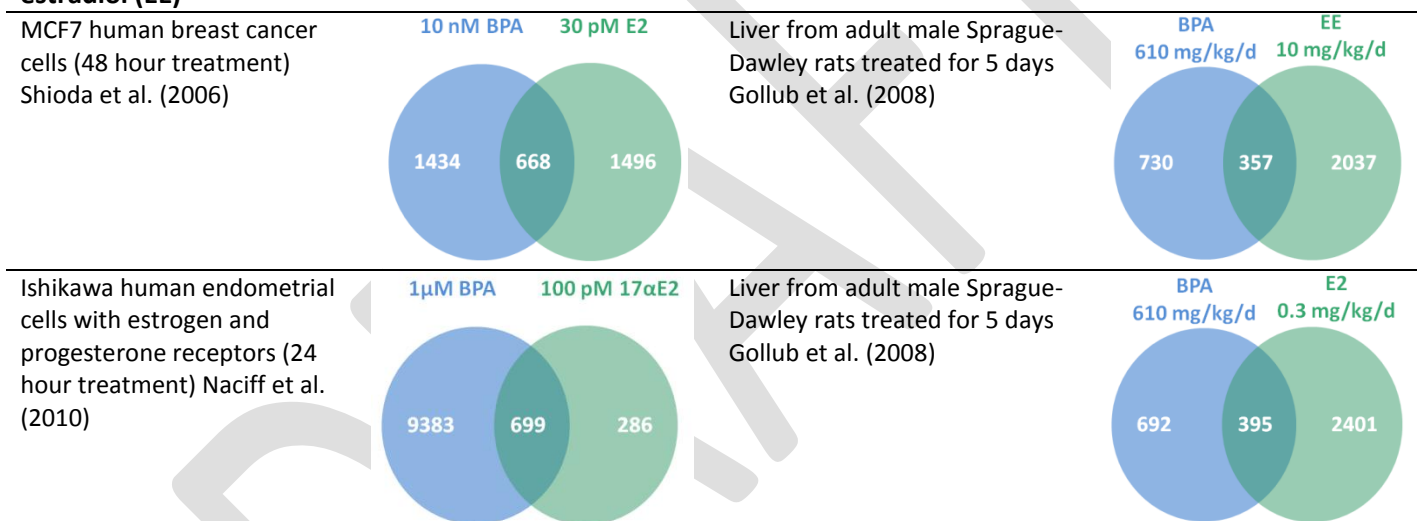 MCF7 human breast cancer
cells (48 hour treatment)
Shioda et al. (2006)
10 nM BPA 30 pM E2
1434 668 1496
Liver from adult male Sprague-
Dawley rats treated for 5 days
Gollub et al. (2008)
BPA EE
610 mg/kg/d 10 mg/kg/d
730 357 2037
Ishikawa human endometrial
cells with estrogen and
progesterone receptors (24
hour treatment) Naciff et al.
(2010)
1µM BPA 100 pM 17αE2
9383 699 286
Liver from adult male Sprague-
Dawley rats treated for 5 days
Gollub et al. (2008)
BPA E2
610 mg/kg/d 0.3 mg/kg/d
692 395 2401